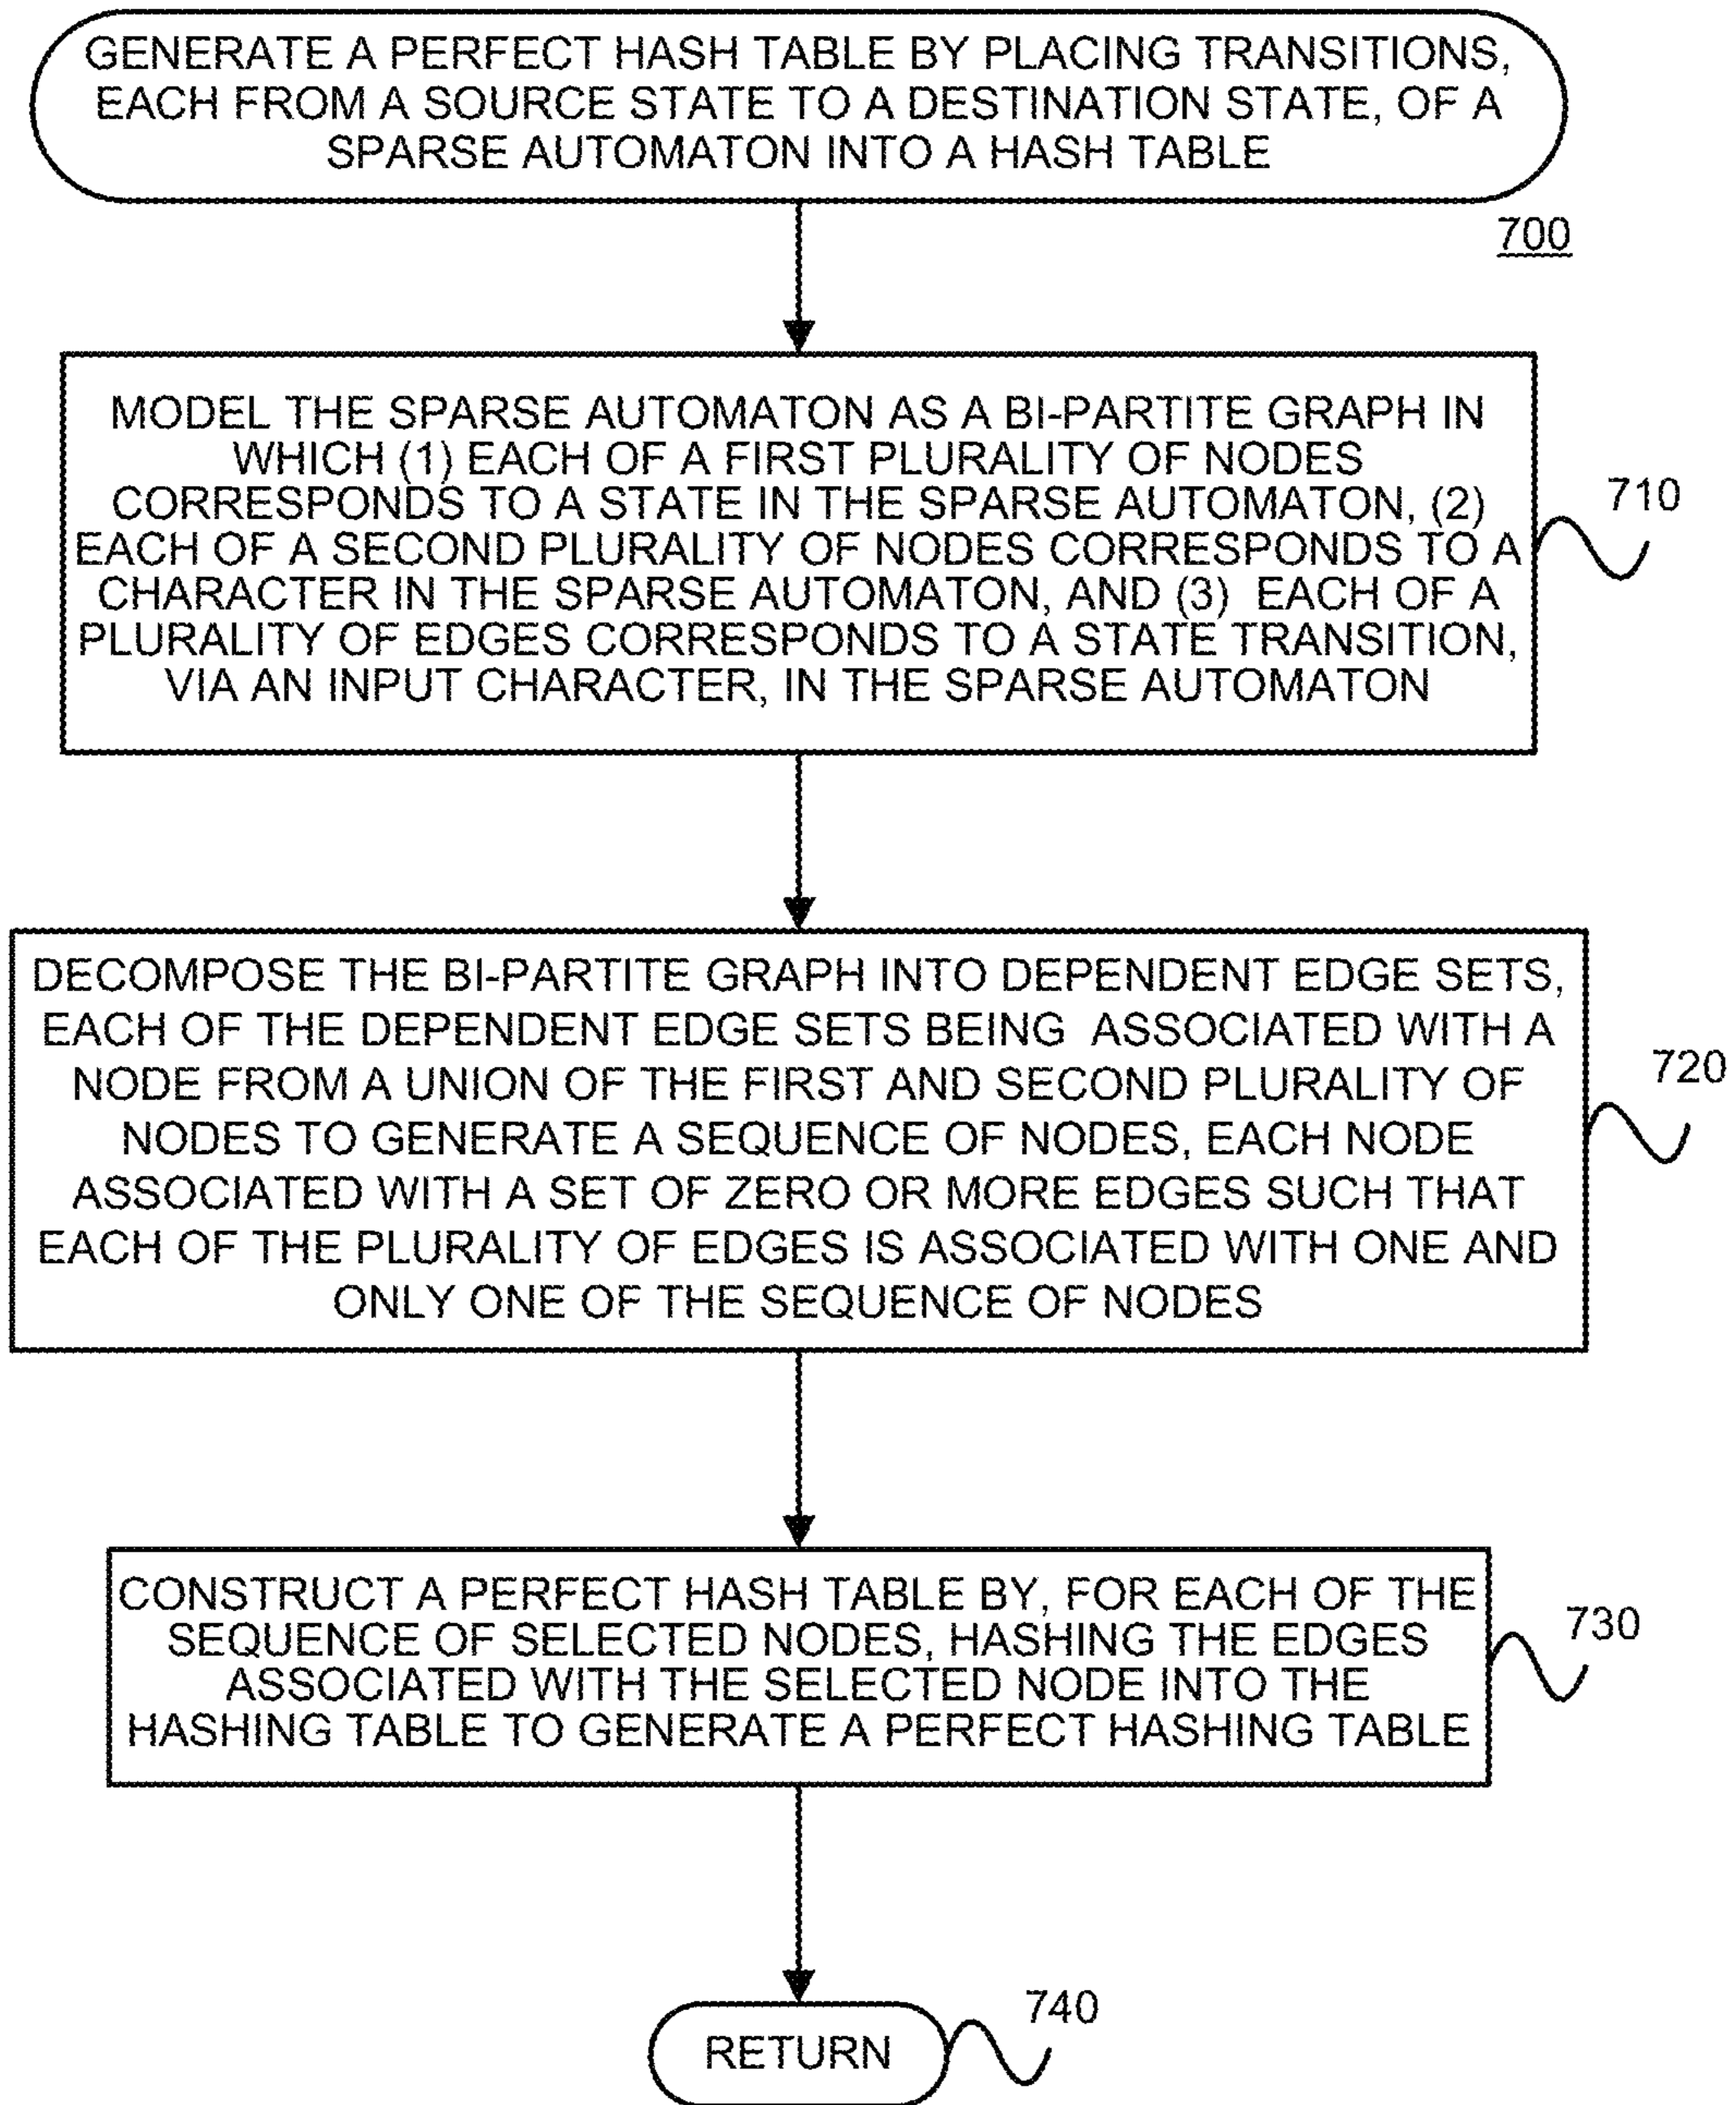 GENERATE A PERFECT HASH TABLE BY PLACING TRANSITIONS,
EACH FROM A SOURCE STATE TO A DESTINATION STATE, OF A
SPARSE AUTOMATON INTO A HASH TABLE
700
MODEL THE SPARSE AUTOMATON AS A BI-PARTITE GRAPH IN
WHICH (1) EACH OF A FIRST PLURALITY OF NODES
CORRESPONDS TO A STATE IN THE SPARSE AUTOMATON, (2)
EACH OF A SECOND PLURALITY OF NODES CORRESPONDS TO A
CHARACTER IN THE SPARSE AUTOMATON, AND (3) EACH OF A
PLURALITY OF EDGES CORRESPONDS TO A STATE TRANSITION,
VIA AN INPUT CHARACTER, IN THE SPARSE AUTOMATON
710
DECOMPOSE THE BI-PARTITE GRAPH INTO DEPENDENT EDGE SETS,
EACH OF THE DEPENDENT EDGE SETS BEING ASSOCIATED WITH A
NODE FROM A UNION OF THE FIRST AND SECOND PLURALITY OF
NODES TO GENERATE A SEQUENCE OF NODES, EACH NODE
ASSOCIATED WITH A SET OF ZERO OR MORE EDGES SUCH THAT
EACH OF THE PLURALITY OF EDGES IS ASSOCIATED WITH ONE AND
ONLY ONE OF THE SEQUENCE OF NODES
720
CONSTRUCT A PERFECT HASH TABLE BY, FOR EACH OF THE
SEQUENCE OF SELECTED NODES, HASHING THE EDGES
ASSOCIATED WITH THE SELECTED NODE INTO THE
HASHING TABLE TO GENERATE A PERFECT HASHING TABLE
730
RETURN
740